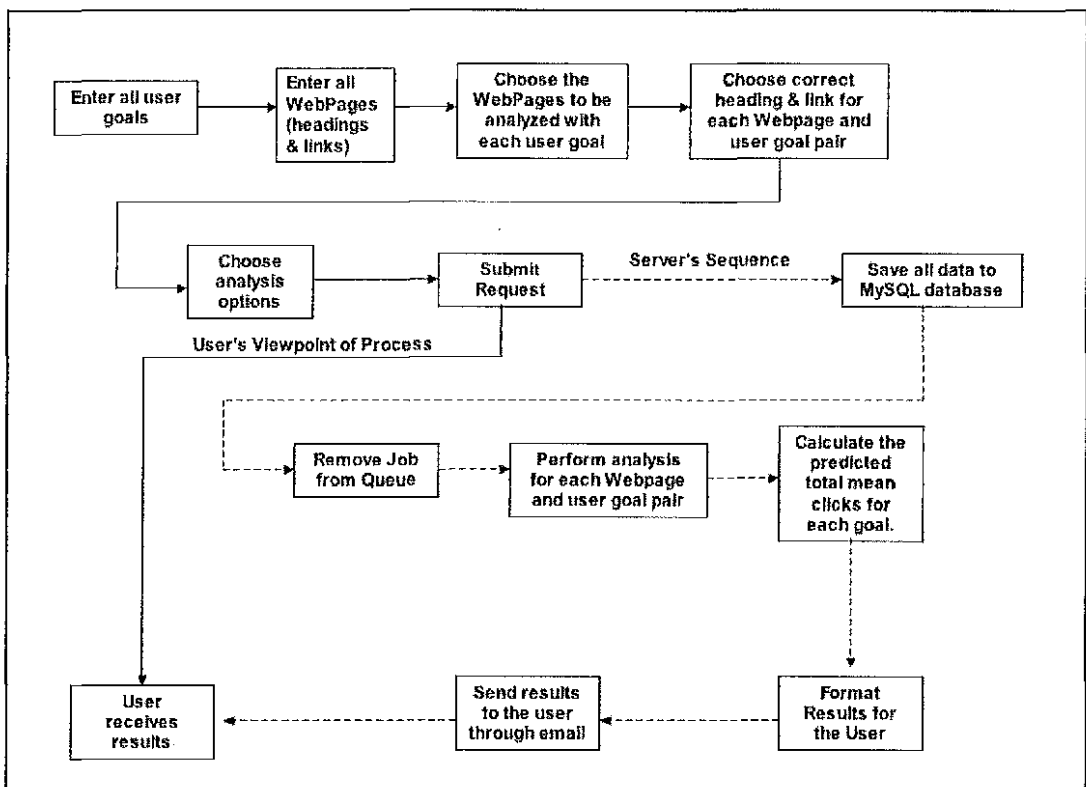 Enter all user
goals
Enter all
WebPages
(headings
& links)
Choose the
WebPages to be
analyzed with
each user goal
Choose correct
heading & link for
each Webpage and
user goal pair
Choose
analysis
options
Submit
Request
Server's Sequence
Save all data to
MySQL database
User's Viewpoint of Process
Remove Job
from Queue
Perform analysis
for each Webpage
and user goal pair
Calculate the
predicted
total mean
clicks for
each goal.
User
receives
results
Send results
to the user
through email
Format
Results for
the User